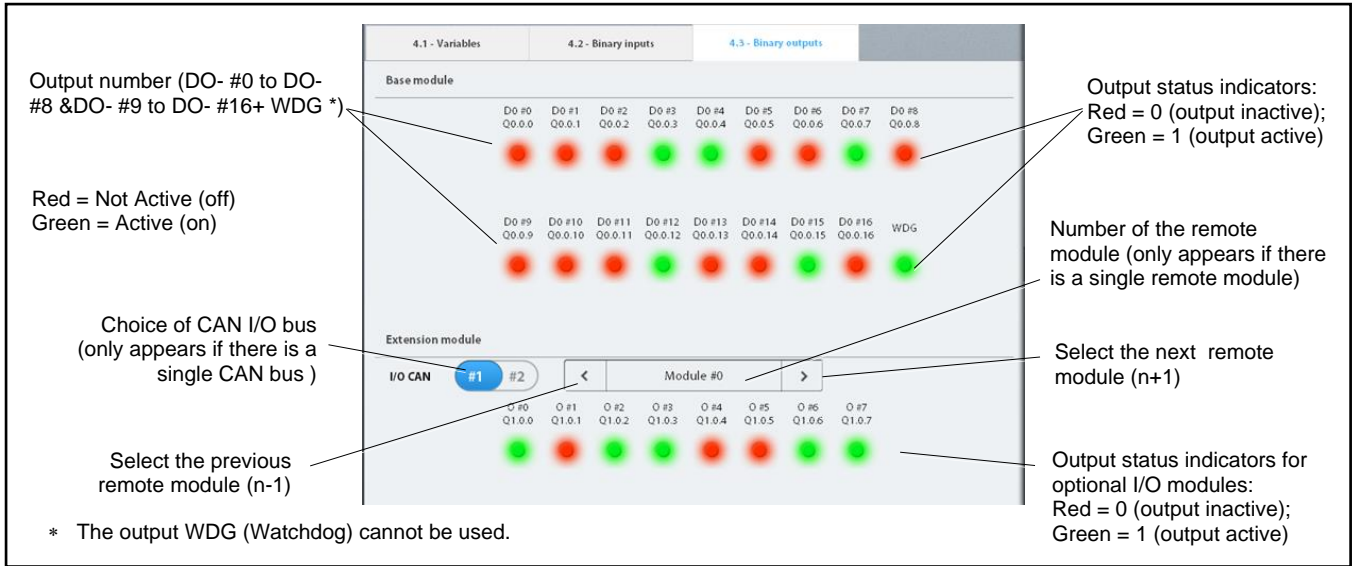 4.1 - Variables
4.2 - Binary inputs
4.3 - Binary outputs
Output number (DO- #0 to DO-
#8 &DO- #9 to DO- #16+ WDG *)
Base module
Output status indicators:
Red = 0 (output inactive);
Green = 1 (output active)
DO #0 DO #1 DO #2 DO #3 DO #4 DO #5 DO #6 DO #7 DO #8
Q0.0.0 Q0.0.1 Q0.0.2 Q0.0.3 Q0.0.4 Q0.0.5 Q0.0.6 Q0.0.7 Q0.0.8
Red = Not Active (off)
Green = Active (on)
DO #9 DO #10 DO #11 DO #12 DO #13 DO #14 DO #15 DO #16 WDG
Q0.0.9 Q0.0.10 Q0.0.11 Q0.0.12 Q0.0.13 Q0.0.14 Q0.0.15 Q0.0.16
Number of the remote
module (only appears if there
is a single remote module)
Choice of CAN I/O bus
(only appears if there is a
single CAN bus )
Extension module
I/O CAN #1 #2 < Module #0 >
Select the next  remote
module (n+1)
O #0 O #1 O #2 O #3 O #4 O #5 O #6 O #7
Q1.0.0 Q1.0.1 Q1.0.2 Q1.0.3 Q1.0.4 Q1.0.5 Q1.0.6 Q1.0.7
Select the previous
remote module (n-1)
Output status indicators for
optional I/O modules:
Red = 0 (output inactive);
Green = 1 (output active)
* The output WDG (Watchdog) cannot be used.